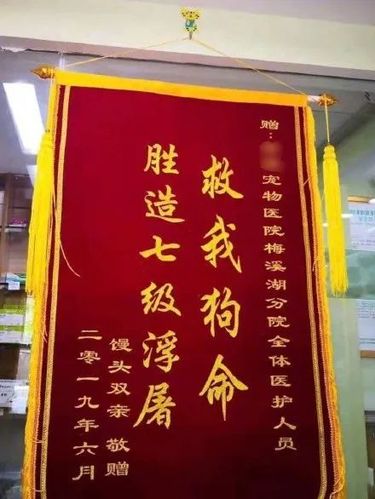 赠：宠物医院梅溪湖分院全体医护人员
救我狗命
胜造七级浮屠
馒头双亲 敬赠
二零一九年六月